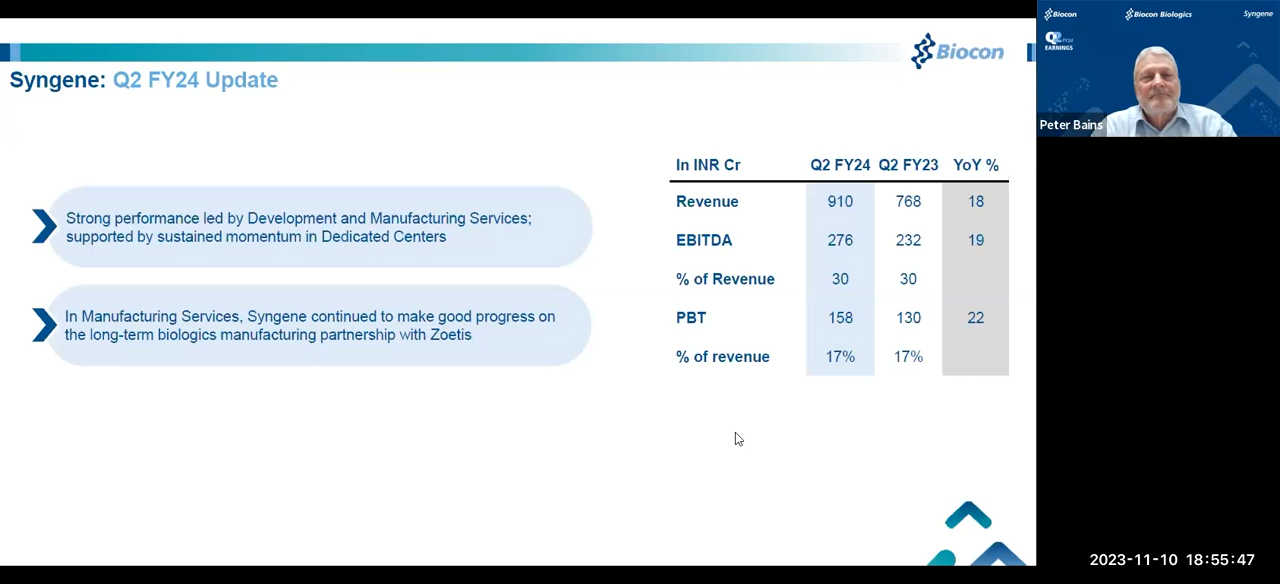 Biocon
Syngene: Q2 FY24 Update
Strong performance led by Development and Manufacturing Services;
supported by sustained momentum in Dedicated Centers
In Manufacturing Services, Syngene continued to make good progress on
the long-term biologics manufacturing partnership with Zoetis
In INR Cr Q2 FY24 Q2 FY23 YoY %
Revenue 910 768 18
EBITDA 276 232 19
% of Revenue 30 30
PBT 158 130 22
% of revenue 17% 17%
Biocon Biocon Biologics Syngene
Q2 FY24
EARNINGS
Peter Bains
2023-11-10 18:55:47